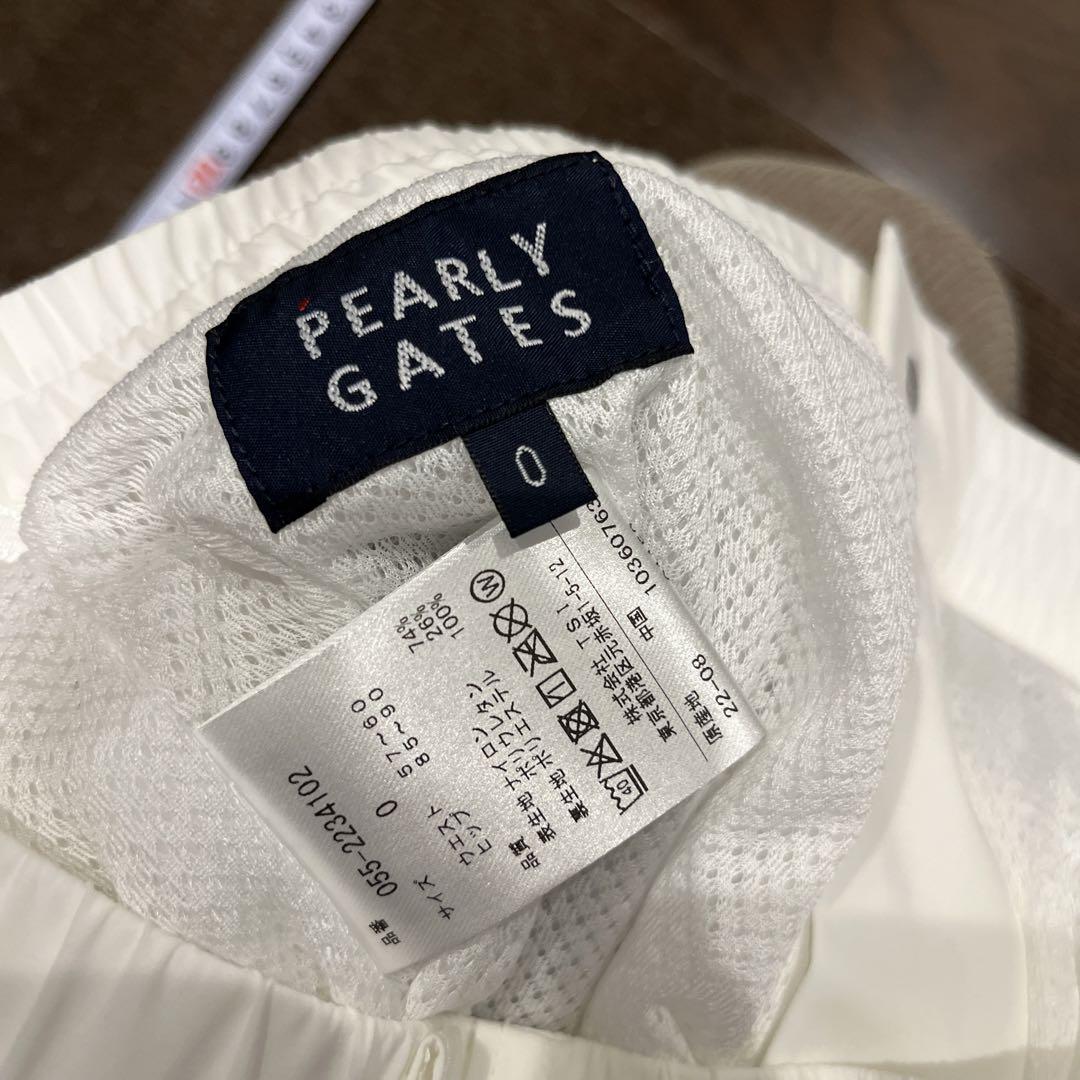 PEARLY
GATES
0
品番 055-2234102
サイズ 0
ウエスト 57~60
ヒップ 85~90
品質
表生地 ナイロン 74%
ポリウレタン 26%
裏生地 ポリエステル 100%
W
40
株式会社 TSI
東京都港区元赤坂1-5-12
原産地 中国
22-08 10360763